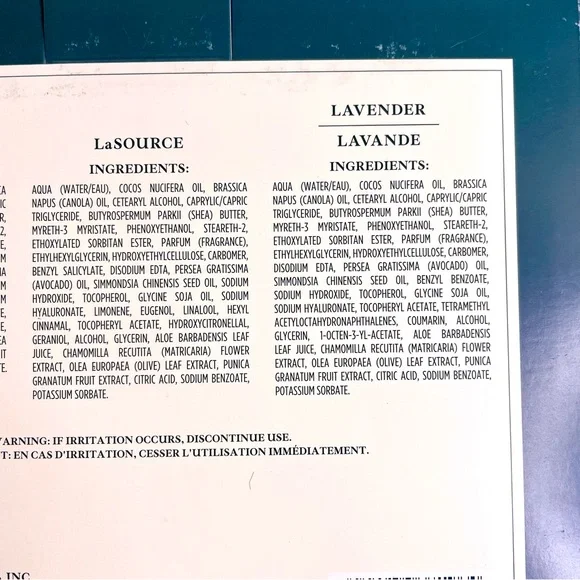 LaSOURCE
INGREDIENTS:
AQUA (WATER/EAU), COCOS NUCIFERA OIL, BRASSICA
NAPUS (CANOLA) OIL, CETEARYL ALCOHOL, CAPRYLIC/CAPRIC
TRIGLYCERIDE, BUTYROSPERMUM PARKII (SHEA) BUTTER,
MYRETH-3 MYRISTATE, PHENOXYETHANOL, STEARETH-2,
ETHOXYLATED SORBITAN ESTER, PARFUM (FRAGRANCE),
ETHYLHEXYLGLYCERIN, HYDROXYETHYLCELLULOSE, CARBOMER,
BENZYL SALICYLATE, DISODIUM EDTA, PERSEA GRATISSIMA
(AVOCADO) OIL, SIMMONDSIA CHINENSIS SEED OIL, SODIUM
HYDROXIDE, TOCOPHEROL, GLYCINE SOJA OIL, SODIUM
HYALURONATE, LIMONENE, EUGENOL, LINALOOL, HEXYL
CINNAMAL, TOCOPHERYL ACETATE, HYDROXYCITRONELLAL,
GERANIOL, ALCOHOL, GLYCERIN, ALOE BARBADENSIS LEAF
JUICE, CHAMOMILLA RECUTITA (MATRICARIA) FLOWER
EXTRACT, OLEA EUROPAEA (OLIVE) LEAF EXTRACT, PUNICA
GRANATUM FRUIT EXTRACT, CITRIC ACID, SODIUM BENZOATE,
POTASSIUM SORBATE.
LAVENDER
LAVANDE
INGREDIENTS:
AQUA (WATER/EAU), COCOS NUCIFERA OIL, BRASSICA
NAPUS (CANOLA) OIL, CETEARYL ALCOHOL, CAPRYLIC/CAPRIC
TRIGLYCERIDE, BUTYROSPERMUM PARKII (SHEA) BUTTER,
MYRETH-3 MYRISTATE, PHENOXYETHANOL, STEARETH-2,
ETHOXYLATED SORBITAN ESTER, PARFUM (FRAGRANCE),
ETHYLHEXYLGLYCERIN, HYDROXYETHYLCELLULOSE, CARBOMER,
DISODIUM EDTA, PERSEA GRATISSIMA (AVOCADO) OIL,
SIMMONDSIA CHINENSIS SEED OIL, BENZYL BENZOATE,
SODIUM HYDROXIDE, TOCOPHEROL, GLYCINE SOJA OIL,
SODIUM HYALURONATE, TOCOPHERYL ACETATE, TETRAMETHYL
ACETYLOCTAHYDRONAPHTHALENES, COUMARIN, ALCOHOL,
GLYCERIN, 1-OCTEN-3-YL-ACETATE, ALOE BARBADENSIS
LEAF JUICE, CHAMOMILLA RECUTITA (MATRICARIA) FLOWER
EXTRACT, OLEA EUROPAEA (OLIVE) LEAF EXTRACT, PUNICA
GRANATUM FRUIT EXTRACT, CITRIC ACID, SODIUM BENZOATE,
POTASSIUM SORBATE.
ARNING: IF IRRITATION OCCURS, DISCONTINUE USE.
T: EN CAS D'IRRITATION, CESSER L'UTILISATION IMMÉDIATEMENT.
INC